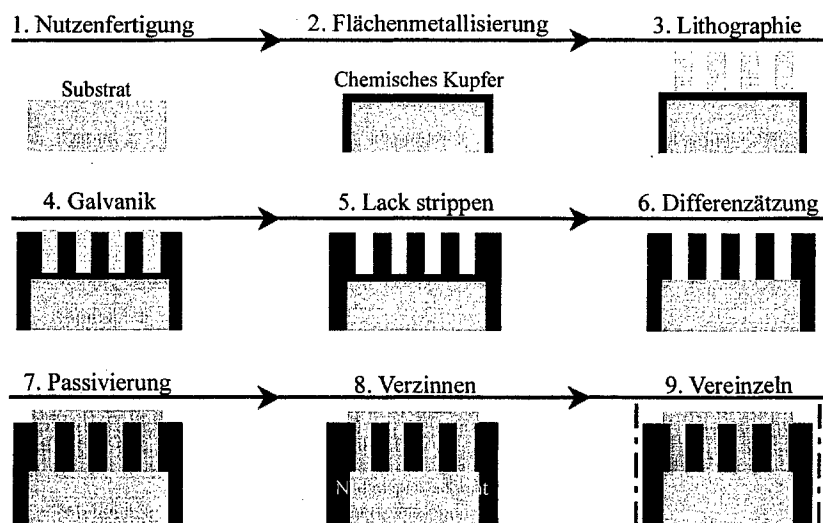 1. Nutzenfertigung
2. Flächenmetallisierung
3. Lithographie
Substrat
Chemisches Kupfer
4. Galvanik
5. Lack strippen
6. Differenzätzung
7. Passivierung
8. Verzinnen
9. Vereinzeln